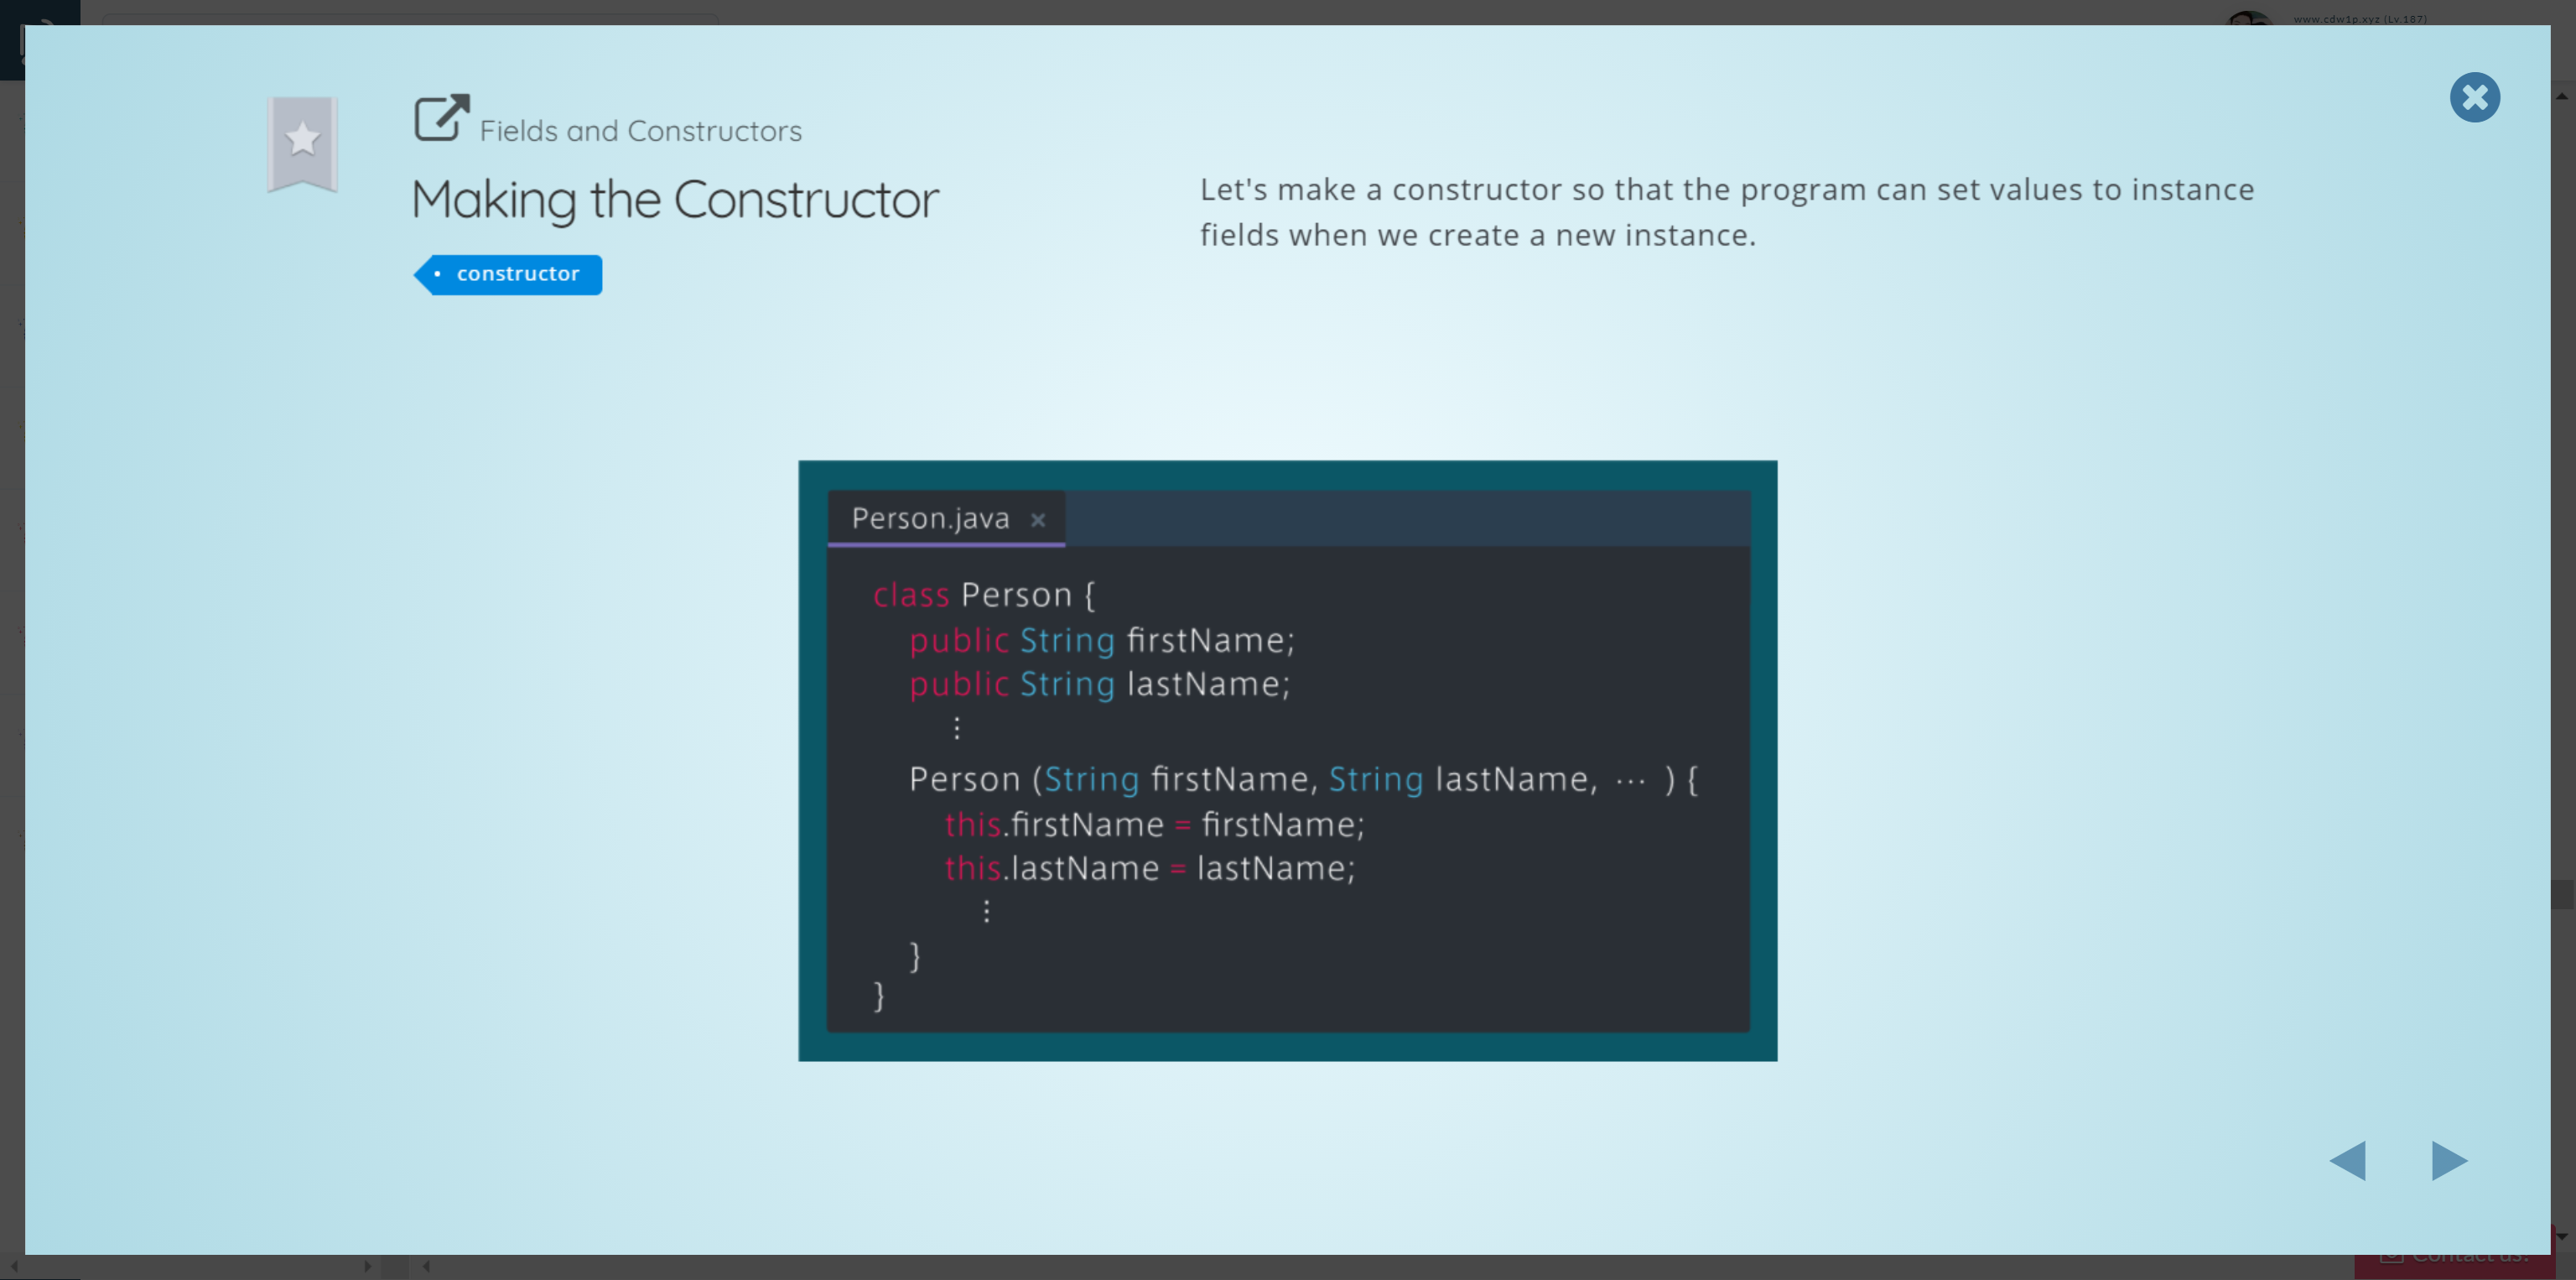 www.cdw1p.xyz (Lv.187)
Fields and Constructors
Making the Constructor
constructor
Let's make a constructor so that the program can set values to instance
fields when we create a new instance.
Person.java ×
class Person {
public String firstName;
public String lastName;
⋮
Person (String firstName, String lastName, ··· ) {
this.firstName = firstName;
this.lastName = lastName;
⋮
}
}
Contact us!